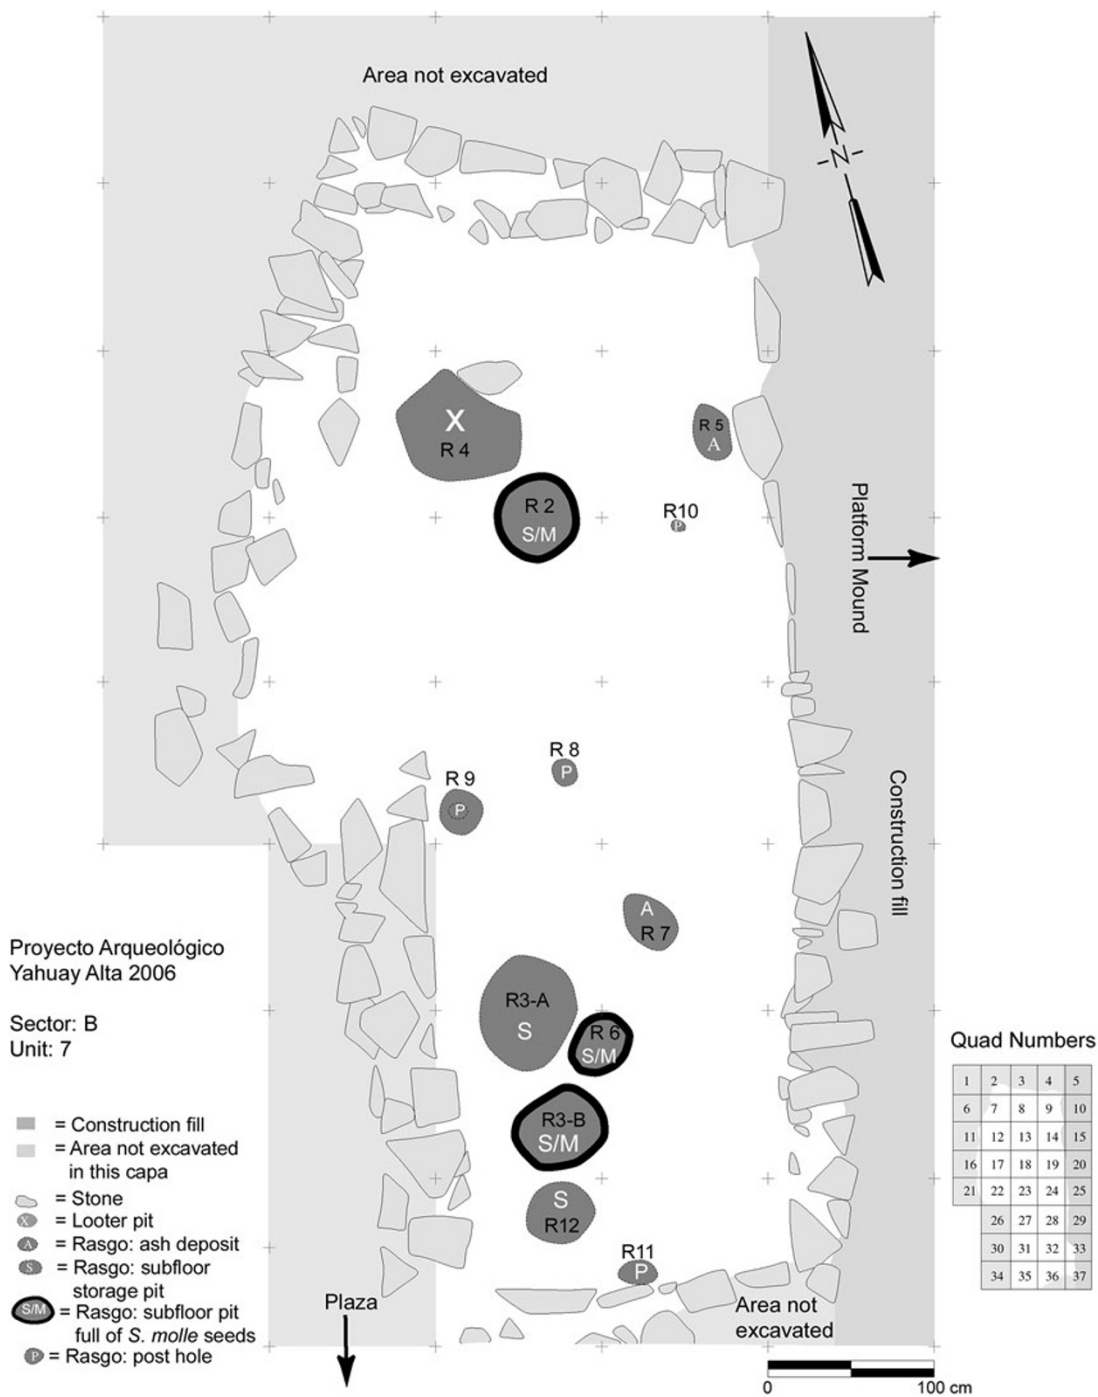 Area not excavated
N
X
R 4
R 5
A
R 2
S/M
R10
P
Platform Mound
R 8
P
R 9
P
Construction fill
A
R 7
Proyecto Arqueológico
Yahuay Alta 2006
R3-A
S
R 6
S/M
Sector: B
Unit: 7
Quad Numbers
1 2 3 4 5
6 7 8 9 10
11 12 13 14 15
16 17 18 19 20
21 22 23 24 25
26 27 28 29
30 31 32 33
34 35 36 37
R3-B
S/M
S
R12
R11
P
= Construction fill
= Area not excavated
in this capa
= Stone
X = Looter pit
A = Rasgo: ash deposit
S = Rasgo: subfloor
storage pit
S/M = Rasgo: subfloor pit
full of S. molle seeds
P = Rasgo: post hole
Plaza
Area not
excavated
0 100 cm